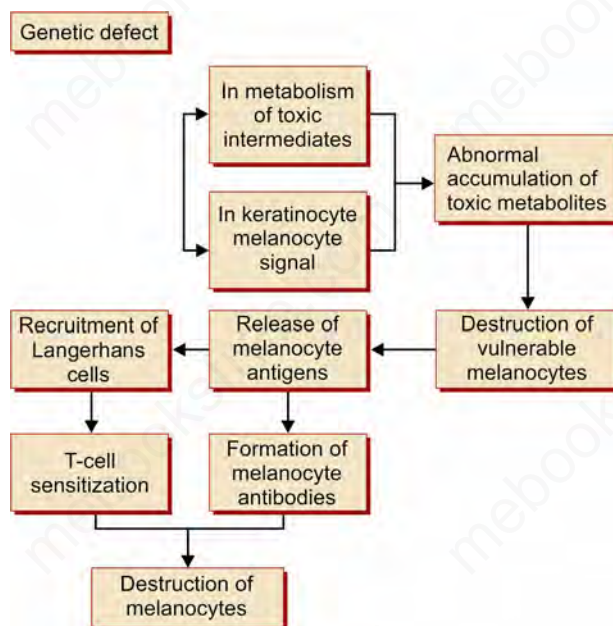 Genetic defect
In metabolism
of toxic
intermediates
In keratinocyte
melanocyte
signal
Abnormal
accumulation of
toxic metabolites
Destruction of
vulnerable
melanocytes
Release of
melanocyte
antigens
Recruitment of
Langerhans
cells
T-cell
sensitization
Formation of
melanocyte
antibodies
Destruction of
melanocytes